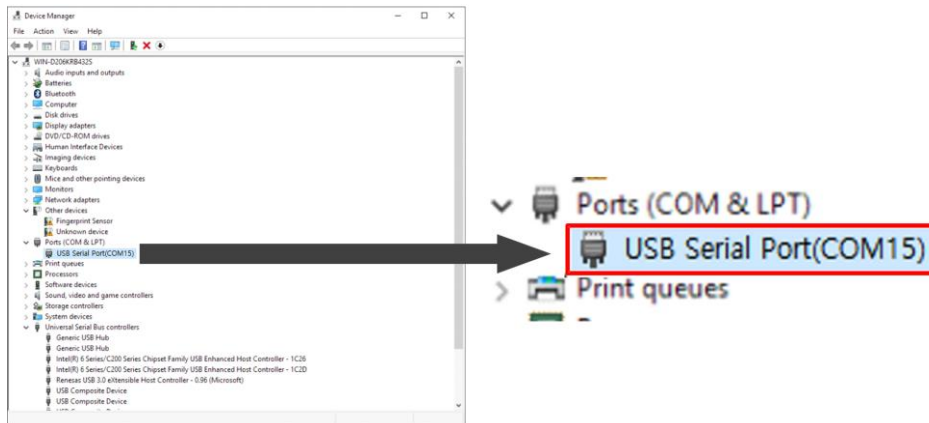 Device Manager
File Action View Help
WIN-D206KRB432S
Audio inputs and outputs
Batteries
Bluetooth
Computer
Disk drives
Display adapters
DVD/CD-ROM drives
Human Interface Devices
Imaging devices
Keyboards
Mice and other pointing devices
Monitors
Network adapters
Other devices
Fingerprint Sensor
Unknown device
Ports (COM & LPT)
USB Serial Port(COM15)
Print queues
Processors
Software devices
Sound, video and game controllers
Storage controllers
System devices
Universal Serial Bus controllers
Generic USB Hub
Generic USB Hub
Intel(R) 6 Series/C200 Series Chipset Family USB Enhanced Host Controller - 1C26
Intel(R) 6 Series/C200 Series Chipset Family USB Enhanced Host Controller - 1C2D
Renesas USB 3.0 eXtensible Host Controller - 0.96 (Microsoft)
USB Composite Device
USB Composite Device
Ports (COM & LPT)
USB Serial Port(COM15)
Print queues